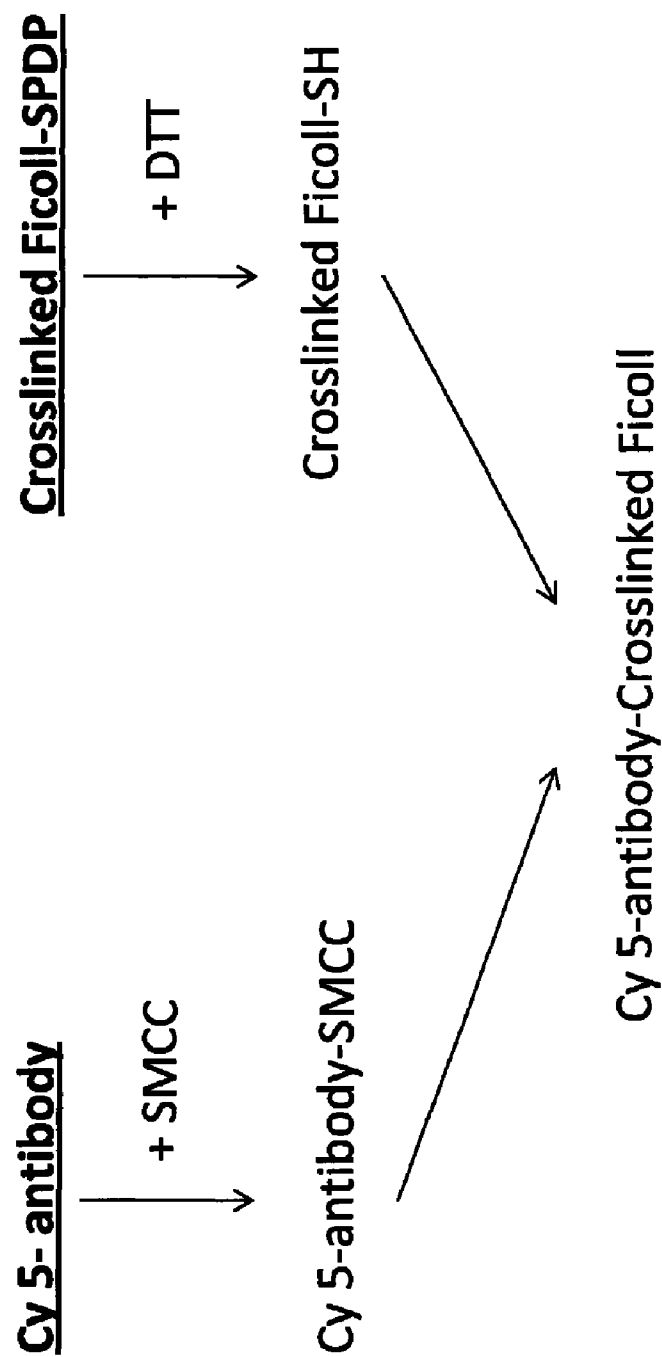 Cy 5- antibody
+ SMCC
Cy 5-antibody-SMCC
Crosslinked Ficoll-SPDP
+ DTT
Crosslinked Ficoll-SH
Cy 5-antibody-Crosslinked Ficoll